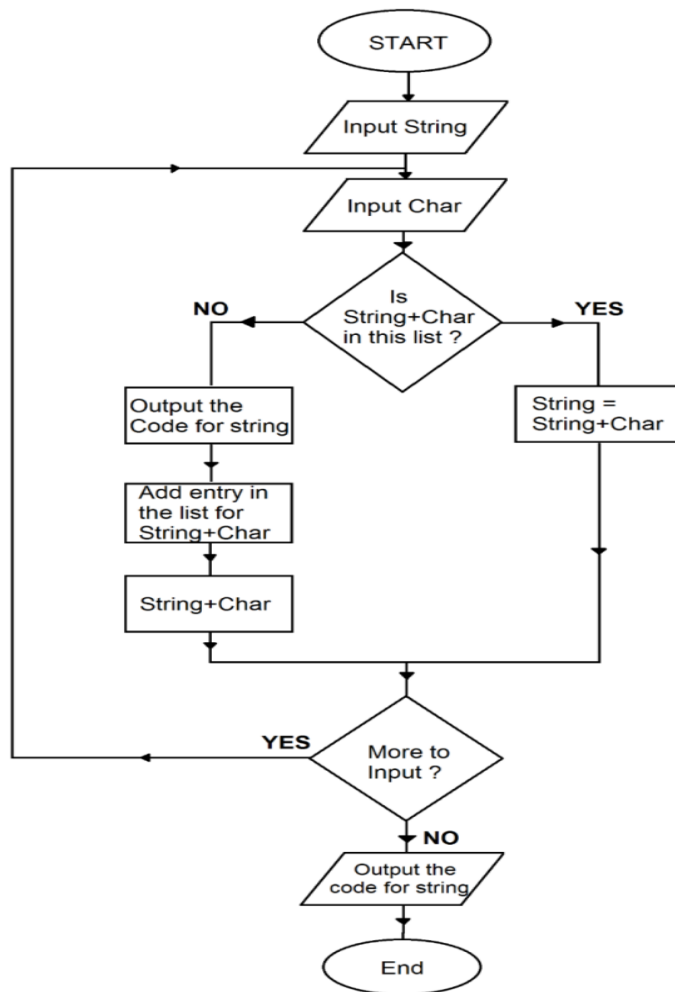 START
Input String
Input Char
Is
String+Char
in this list ?
NO
YES
Output the
Code for string
String =
String+Char
Add entry in
the list for
String+Char
String+Char
More to
Input ?
YES
NO
Output the
code for string
End